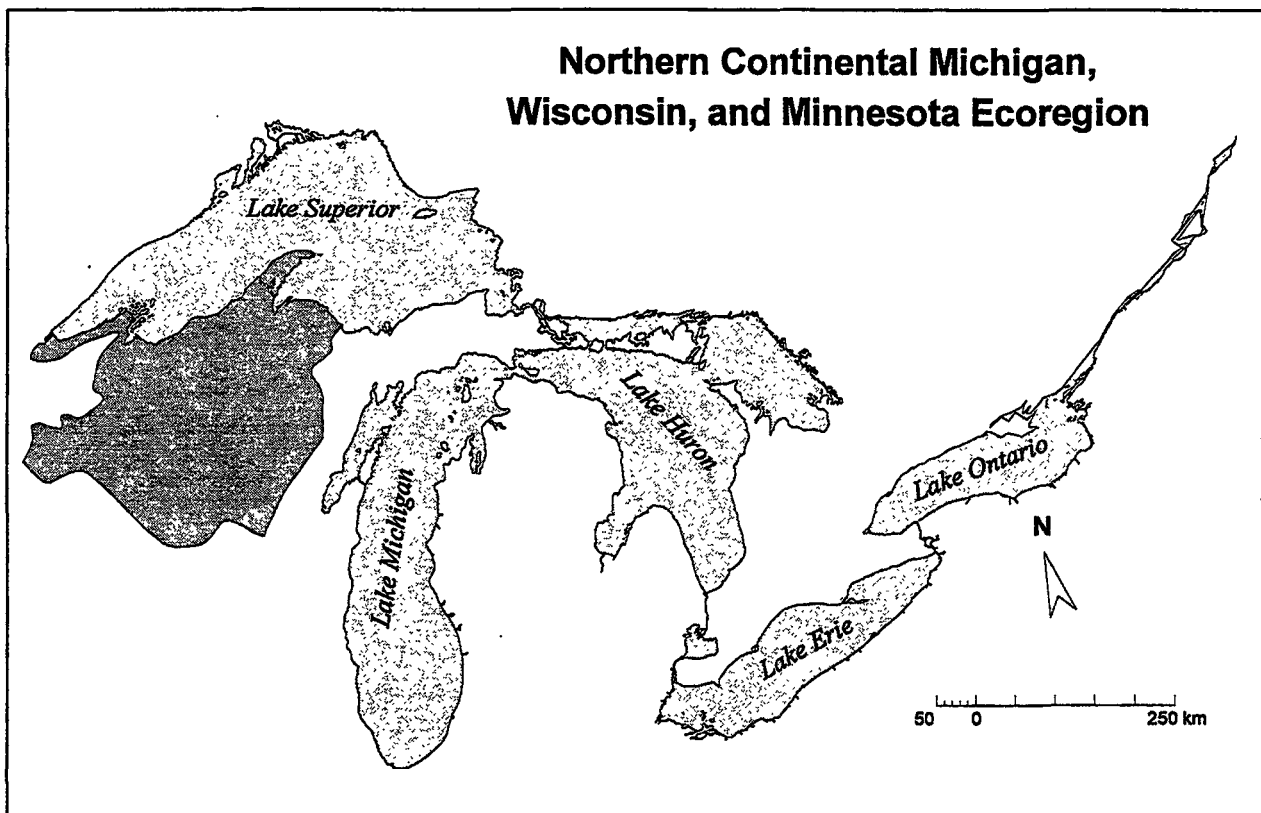 Northern Continental Michigan,
Wisconsin, and Minnesota Ecoregion
Lake Superior
Lake Huron
Lake Ontario
N
Lake Michigan
Lake Erie
50 0 250 km